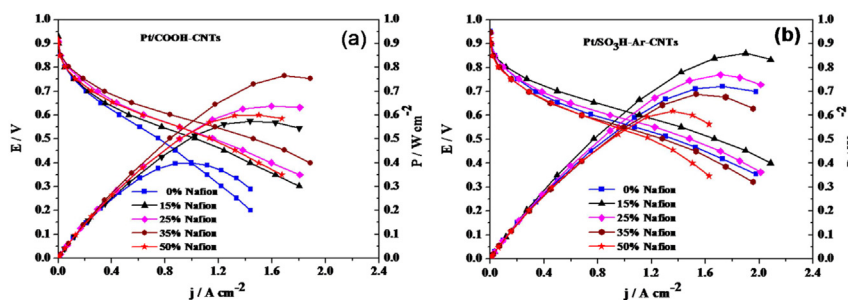 Pt/COOH-CNTs
(a)
E / V
1.0
0.9
0.8
0.7
0.6
0.5
0.4
0.3
0.2
0.1
0.0
0% Nafion
15% Nafion
25% Nafion
35% Nafion
50% Nafion
1.0
0.9
0.8
0.7
0.6
0.5
0.4
0.3
0.2
0.1
0.0
P / W cm⁻²
0.0 0.4 0.8 1.2 1.6 2.0 2.4
j / A cm⁻²
Pt/SO₃H-Ar-CNTs
(b)
E / V
1.0
0.9
0.8
0.7
0.6
0.5
0.4
0.3
0.2
0.1
0.0
0% Nafion
15% Nafion
25% Nafion
35% Nafion
50% Nafion
1.0
0.9
0.8
0.7
0.6
0.5
0.4
0.3
0.2
0.1
0.0
0.0 0.4 0.8 1.2 1.6 2.0 2.4
j / A cm⁻²